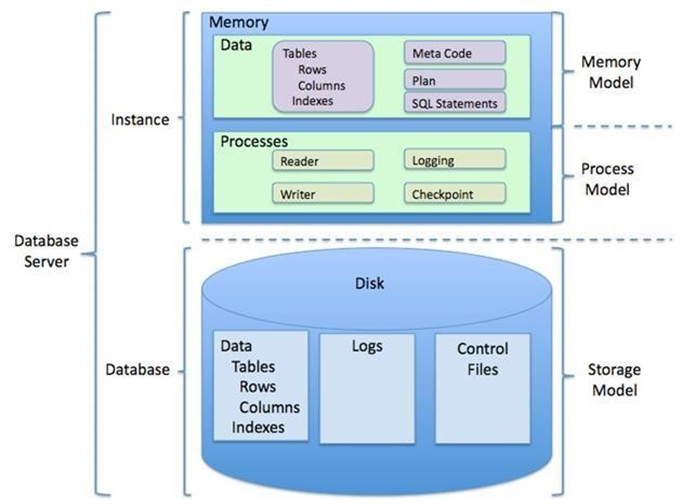 Memory
Data
Tables
Rows
Columns
Indexes
Meta Code
Plan
SQL Statements
Memory
Model
Instance
Processes
Reader
Logging
Writer
Checkpoint
Process
Model
Database
Server
Disk
Database
Data
Tables
Rows
Columns
Indexes
Logs
Control
Files
Storage
Model